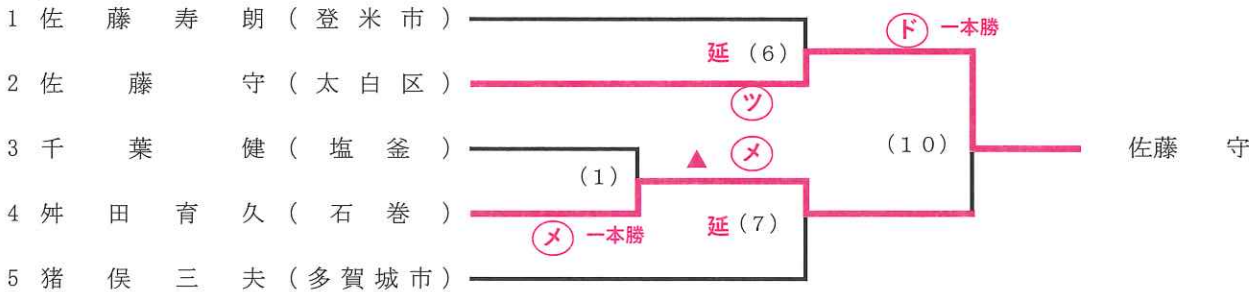 1 佐藤寿朗(登米市)
ド 一本勝
延 (6)
2 佐藤守(太白区)
ツ
3 千葉健(塩釜)
▲ メ
(10)
佐藤 守
(1)
4 舛田育久(石巻)
メ 一本勝
延 (7)
5 猪俣三夫(多賀城市)